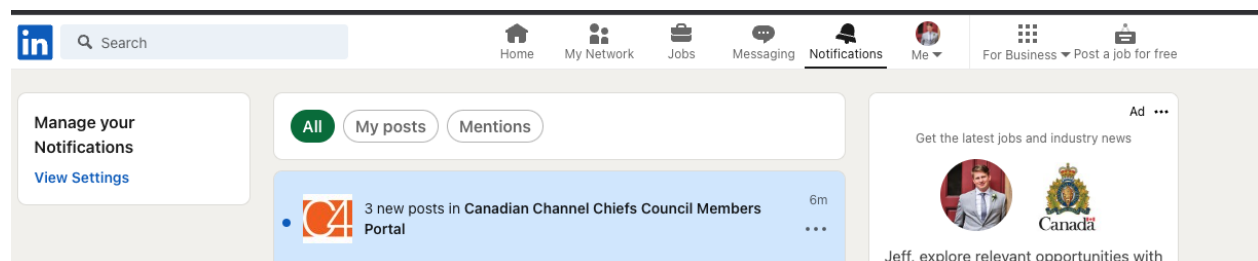 in
Search
Home
My Network
Jobs
Messaging
Notifications
Me
For Business
Post a job for free
Manage your
Notifications
View Settings
All
My posts
Mentions
C4
3 new posts in Canadian Channel Chiefs Council Members
Portal
6m
Ad
Get the latest jobs and industry news
Canada
Jeff, explore relevant opportunities with